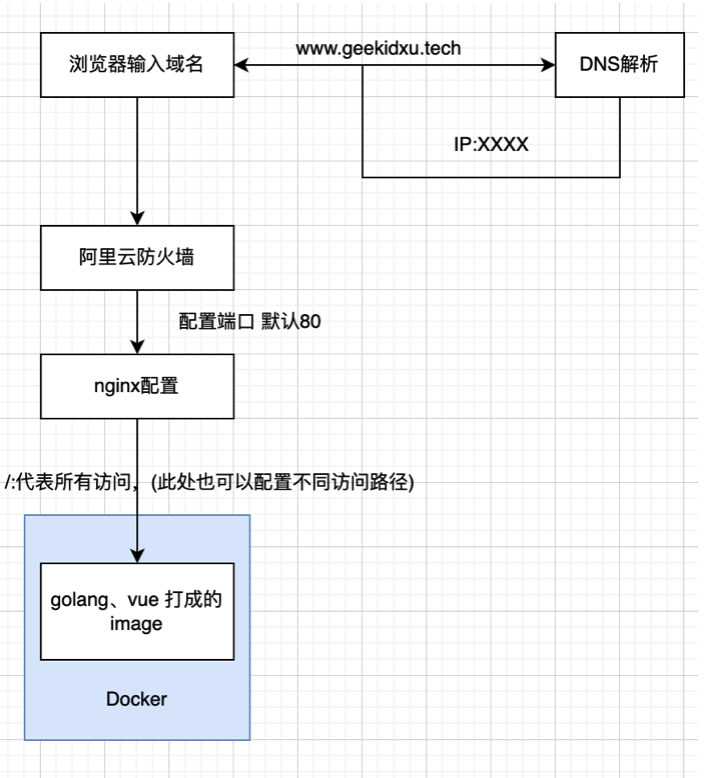 www.geekidxu.tech
浏览器输入域名
DNS解析
IP:XXXX
阿里云防火墙
配置端口 默认80
nginx配置
/:代表所有访问，(此处也可以配置不同访问路径)
golang、vue 打成的
image
Docker